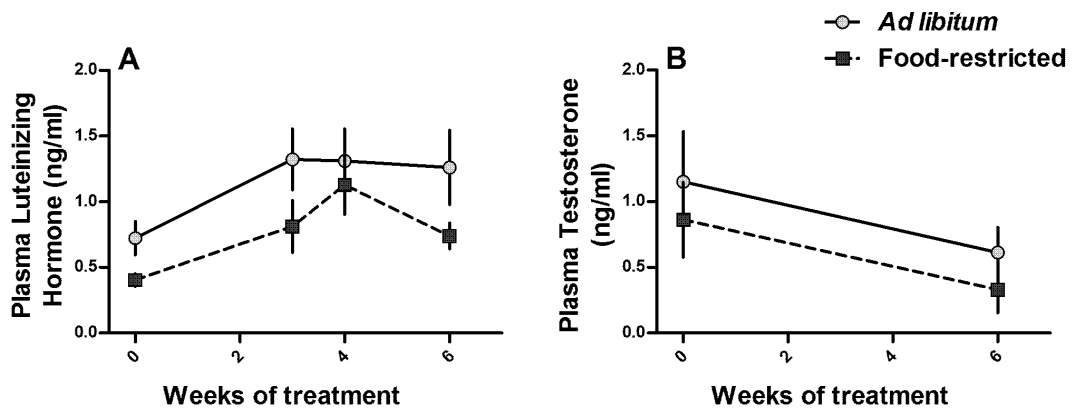 Ad libitum
Food-restricted
A
Plasma Luteinizing
Hormone (ng/ml)
2.0
1.5
1.0
0.5
0.0
0
2
4
6
Weeks of treatment
B
Plasma Testosterone
(ng/ml)
2.0
1.5
1.0
0.5
0.0
0
2
4
6
Weeks of treatment